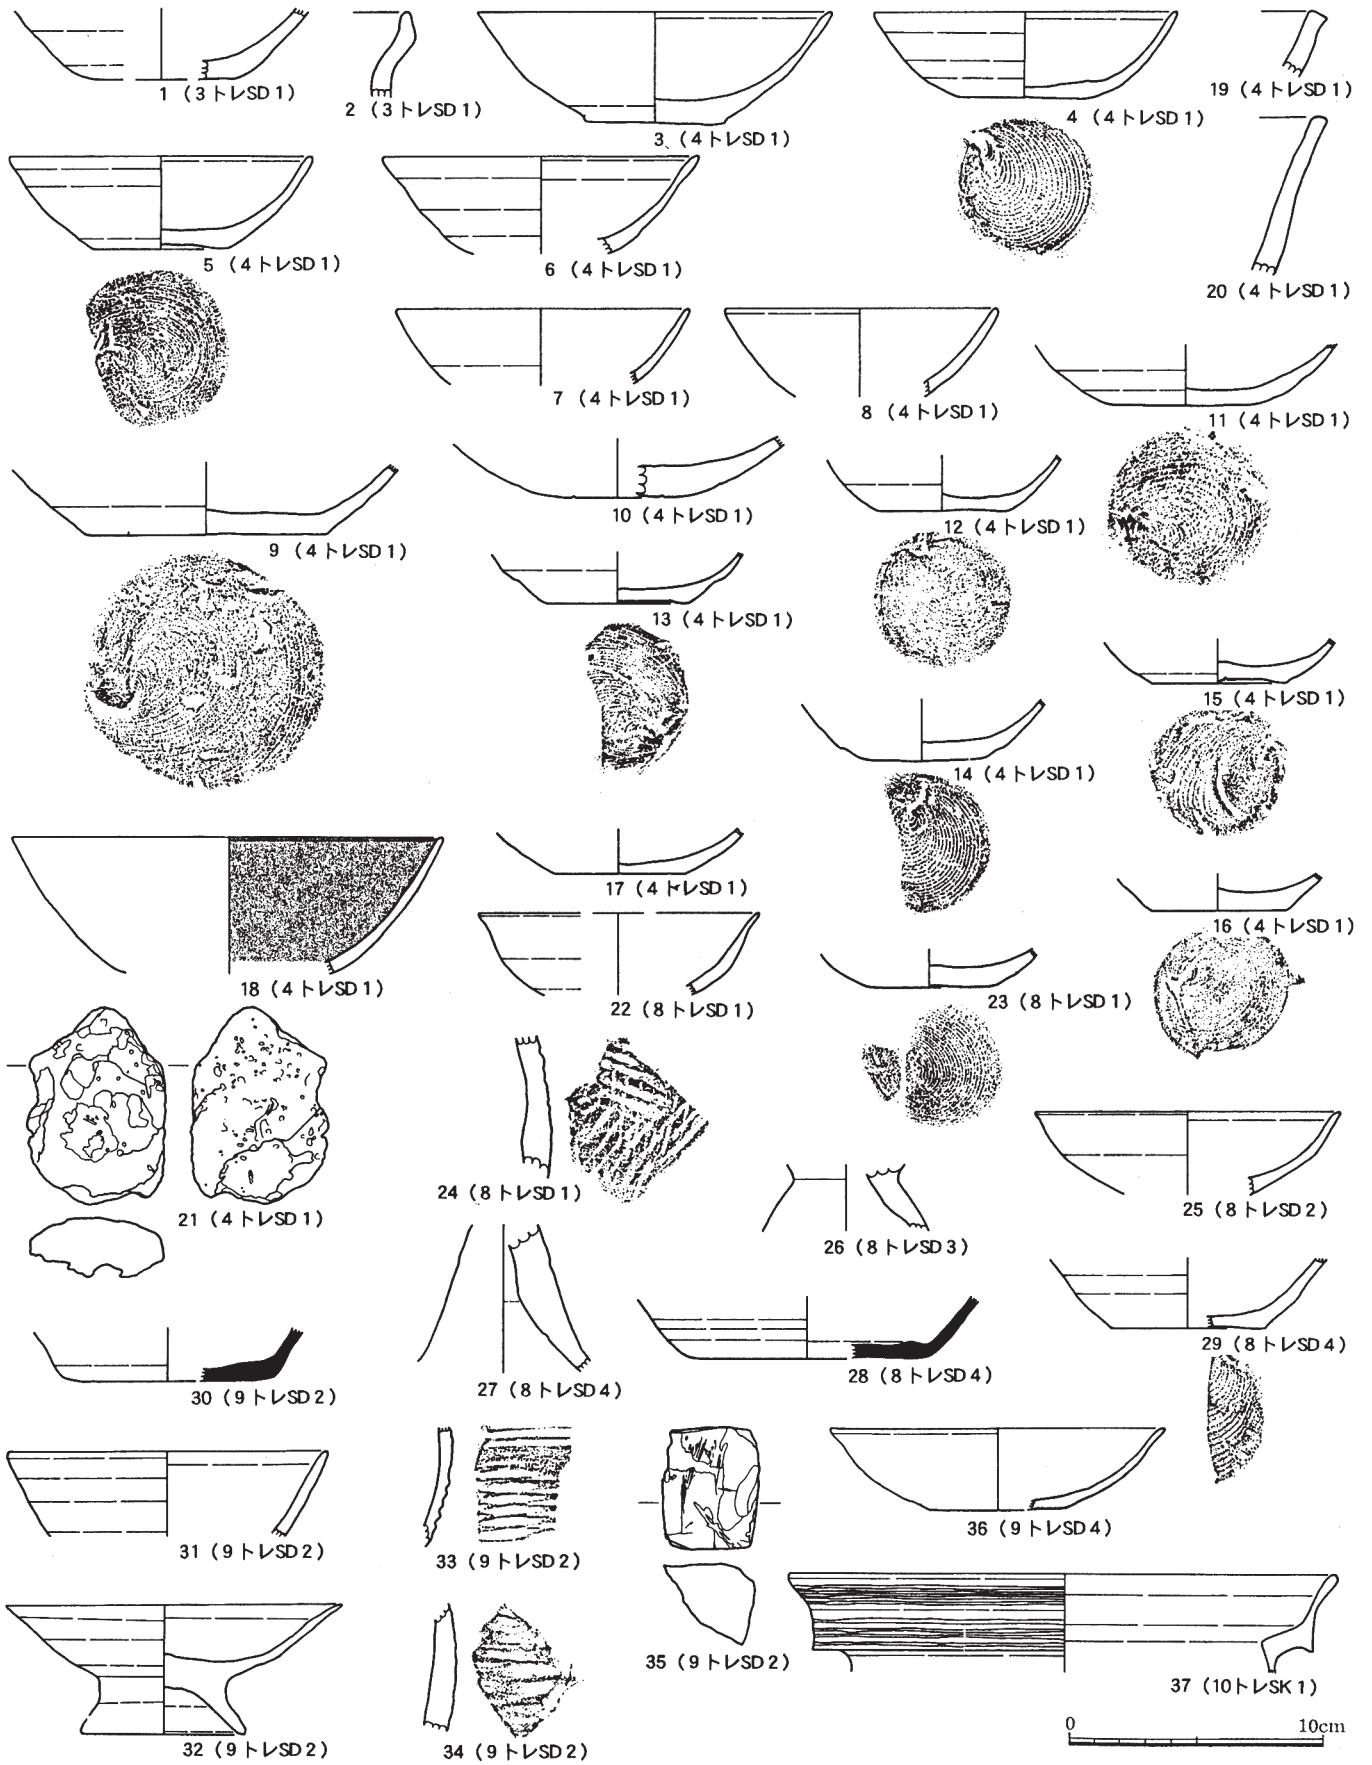 1 (3トレSD1)
2 (3トレSD1)
3 (4トレSD1)
4 (4トレSD1)
19 (4トレSD1)
5 (4トレSD1)
6 (4トレSD1)
20 (4トレSD1)
7 (4トレSD1)
8 (4トレSD1)
11 (4トレSD1)
9 (4トレSD1)
10 (4トレSD1)
12 (4トレSD1)
13 (4トレSD1)
15 (4トレSD1)
14 (4トレSD1)
18 (4トレSD1)
17 (4トレSD1)
16 (4トレSD1)
22 (8トレSD1)
23 (8トレSD1)
21 (4トレSD1)
24 (8トレSD1)
26 (8トレSD3)
25 (8トレSD2)
30 (9トレSD2)
27 (8トレSD4)
28 (8トレSD4)
29 (8トレSD4)
31 (9トレSD2)
33 (9トレSD2)
36 (9トレSD4)
32 (9トレSD2)
34 (9トレSD2)
35 (9トレSD2)
37 (10トレSK1)
0 10cm